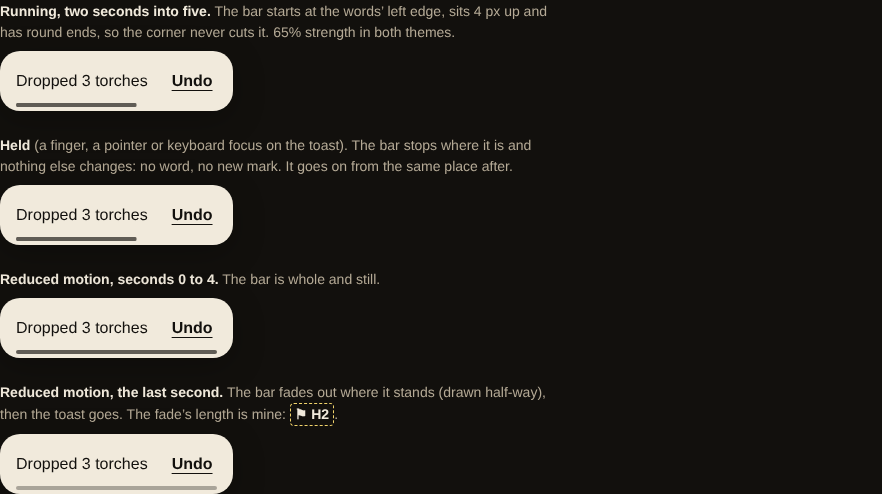 Running, two seconds into five. The bar starts at the words’ left edge, sits 4 px up and
has round ends, so the corner never cuts it. 65% strength in both themes.
Dropped 3 torches Undo
Held (a finger, a pointer or keyboard focus on the toast). The bar stops where it is and
nothing else changes: no word, no new mark. It goes on from the same place after.
Dropped 3 torches Undo
Reduced motion, seconds 0 to 4. The bar is whole and still.
Dropped 3 torches Undo
Reduced motion, the last second. The bar fades out where it stands (drawn half-way),
then the toast goes. The fade’s length is mine: ⚑ H2.
Dropped 3 torches Undo